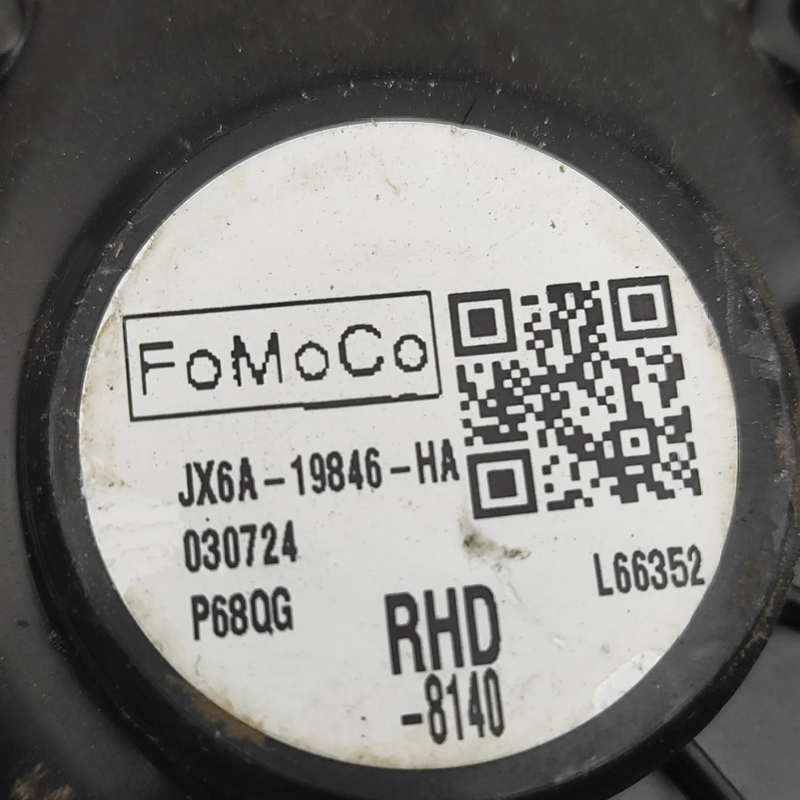 FoMoCo
JX6A-19846-HA
030724
P68QG
L66352
RHD
-8140